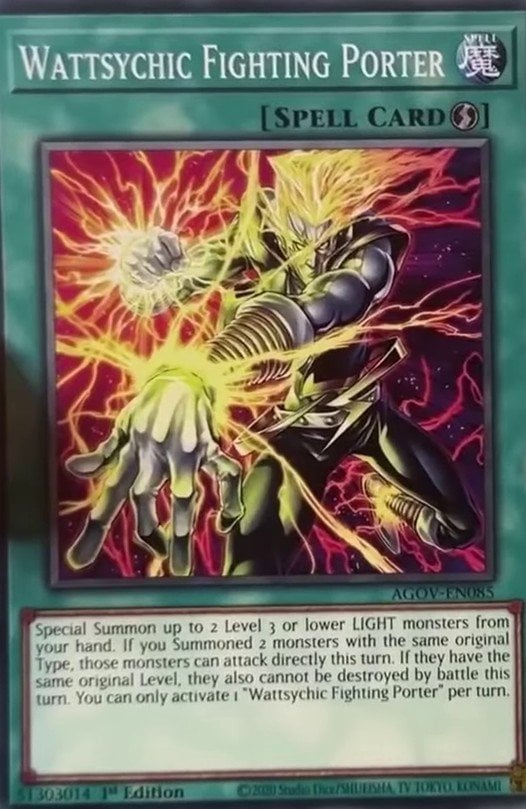 WATTSYCHIC FIGHTING PORTER
SPELL
魔
[SPELL CARD]
AGOV-EN085
Special Summon up to 2 Level 3 or lower LIGHT monsters from
your hand. If you Summoned 2 monsters with the same original
Type, those monsters can attack directly this turn. If they have the
same original Level, they also cannot be destroyed by battle this
turn. You can only activate 1 "Wattsychic Fighting Porter" per turn.
51303014 1st Edition
©2020 Studio Dice/SHUEISHA, TV TOKYO, KONAMI